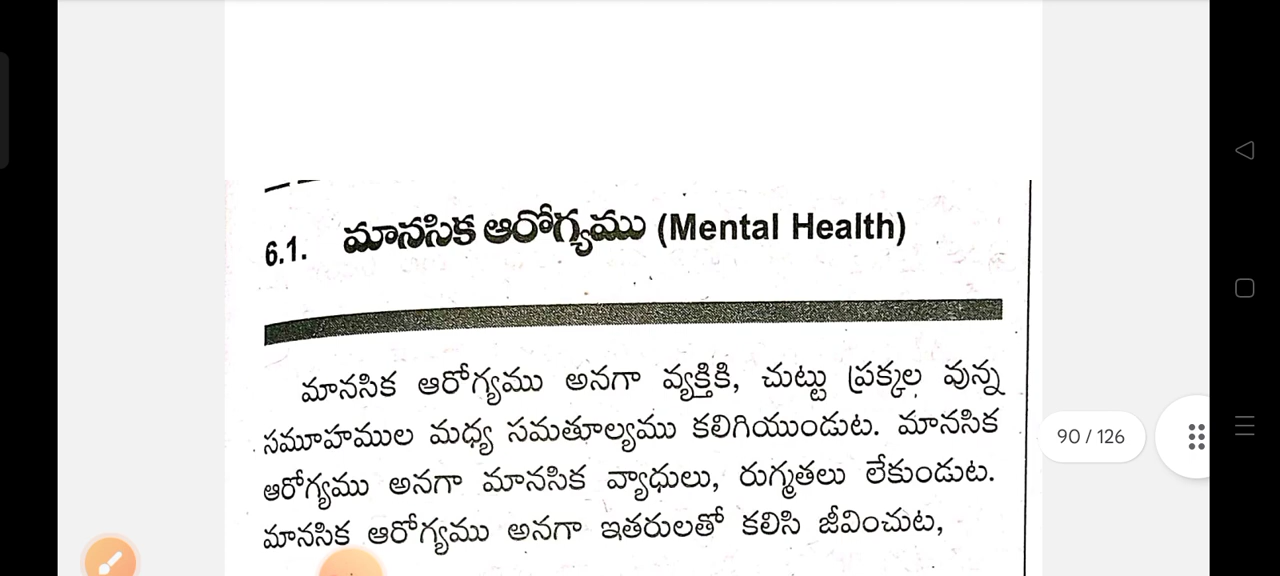 6.1. మానసిక ఆరోగ్యము (Mental Health)
మానసిక ఆరోగ్యము అనగా వ్యక్తికి, చుట్టు ప్రక్కల వున్న
సమూహముల మధ్య సమతూల్యము కలిగియుండుట. మానసిక
ఆరోగ్యము అనగా మానసిక వ్యాధులు, రుగ్మతలు లేకుండుట.
మానసిక ఆరోగ్యము అనగా ఇతరులతో కలిసి జీవించుట,
90 / 126